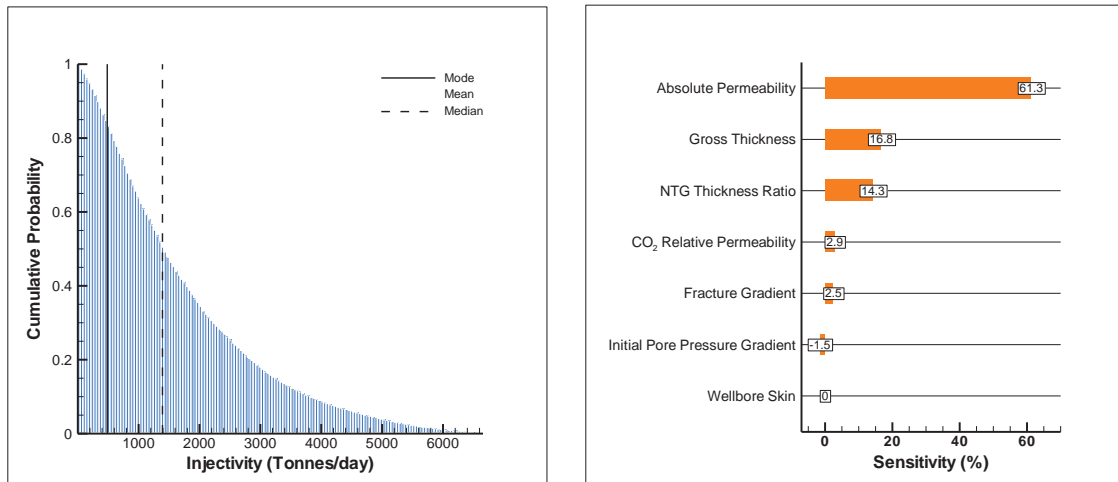 1
0.8
0.6
0.4
0.2
0
Cumulative Probability
Mode
Mean
Median
1000 2000 3000 4000 5000 6000
Injectivity (Tonnes/day)
Absolute Permeability 61.3
Gross Thickness 16.8
NTG Thickness Ratio 14.3
CO₂ Relative Permeability 2.9
Fracture Gradient 2.5
Initial Pore Pressure Gradient -1.5
Wellbore Skin 0
0 20 40 60
Sensitivity (%)